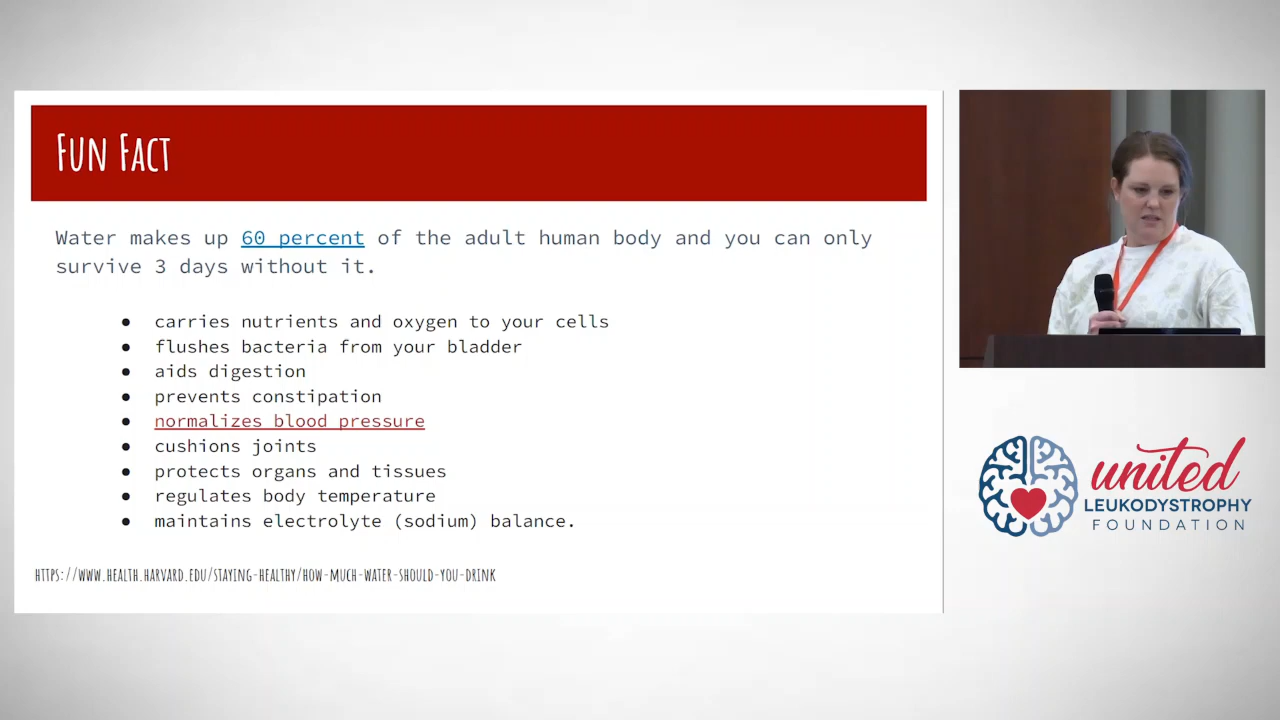 Fun Fact
Water makes up 60 percent of the adult human body and you can only
survive 3 days without it.
● carries nutrients and oxygen to your cells
● flushes bacteria from your bladder
● aids digestion
● prevents constipation
● normalizes blood pressure
● cushions joints
● protects organs and tissues
● regulates body temperature
● maintains electrolyte (sodium) balance.
https://www.health.harvard.edu/staying-healthy/how-much-water-should-you-drink
united
LEUKODYSTROPHY
FOUNDATION